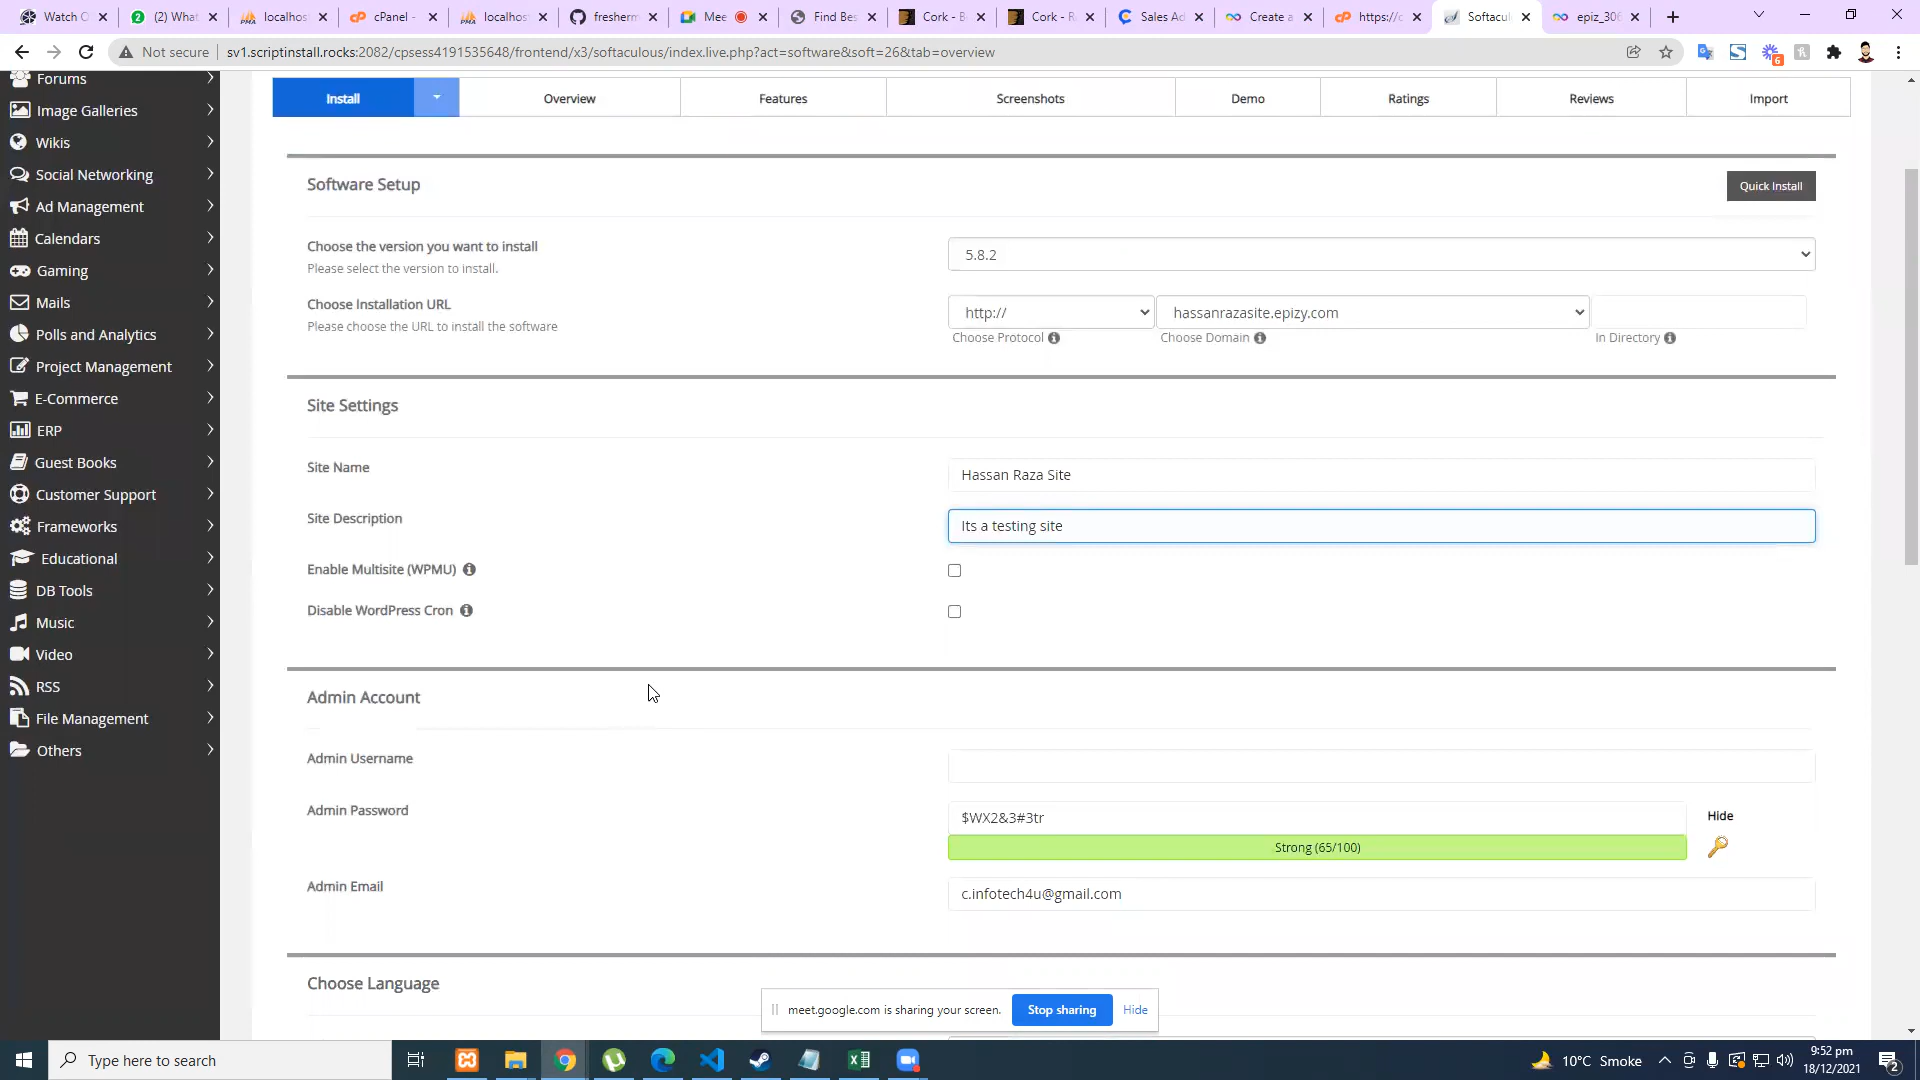 Watch C
(2) What
localhos
cPanel -
localhos
fresherm
Mee
Find Bes
Cork - B
Cork - R
Sales Ad
Create a
https://c
Softacul
epiz_306
Not secure
sv1.scriptinstall.rocks:2082/cpsess4191535648/frontend/x3/softaculous/index.live.php?act=software&soft=26&tab=overview
6
Forums
Image Galleries
Wikis
Social Networking
Ad Management
Calendars
Gaming
Mails
Polls and Analytics
Project Management
E-Commerce
ERP
Guest Books
Customer Support
Frameworks
Educational
DB Tools
Music
Video
RSS
File Management
Others
Install
Overview
Features
Screenshots
Demo
Ratings
Reviews
Import
Software Setup
Quick Install
Choose the version you want to install
Please select the version to install.
5.8.2
Choose Installation URL
Please choose the URL to install the software
http://
hassanrazasite.epizy.com
Choose Protocol
Choose Domain
In Directory
Site Settings
Site Name
Hassan Raza Site
Site Description
Its a testing site
Enable Multisite (WPMU)
Disable WordPress Cron
Admin Account
Admin Username
Admin Password
$WX2&3#3tr
Hide
Strong (65/100)
Admin Email
c.infotech4u@gmail.com
Choose Language
meet.google.com is sharing your screen.
Stop sharing
Hide
Type here to search
10°C Smoke
9:52 pm
18/12/2021
2